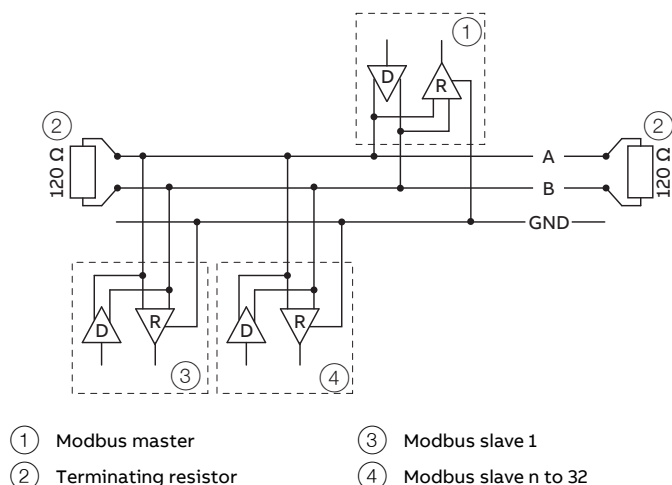 1
D
R
2
2
120 Ω
120 Ω
A
B
GND
D
R
D
R
3
4
1 Modbus master
3 Modbus slave 1
2 Terminating resistor
4 Modbus slave n to 32